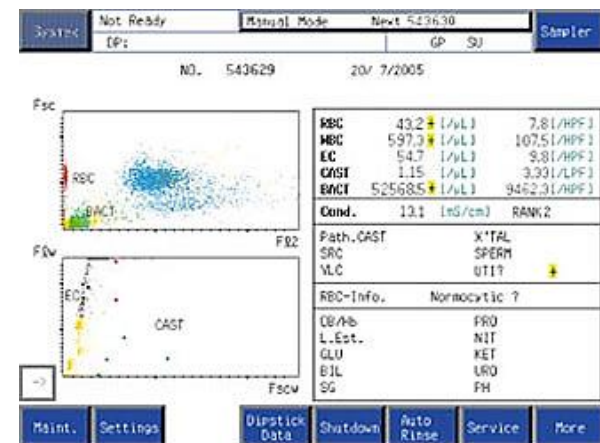 System Not Ready Manual Mode Next 543630 Sampler
DP: GP SU
NO. 543629 20/ 7/2005
Fsc
RBC
BACT
Fℓ2
Fℓw
EC
CAST
Fscw
RBC 43.2 + [/µL] 7.8[/HPF]
WBC 597.3 + [/µL] 107.5[/HPF]
EC 54.7 [/µL] 9.8[/HPF]
CAST 1.15 [/µL] 3.33[/LPF]
BACT 52568.5 + [/µL] 9462.3[/HPF]
Cond. 13.1 [mS/cm] RANK2
Path.CAST X'TAL
SRC SPERM
YLC UTI? +
RBC-Info. Normocytic ?
OB/Hb PRO
L.Est. NIT
GLU KET
BIL URO
SG PH
->
Maint. Settings Dipstick Data Shutdown Auto Rinse Service More